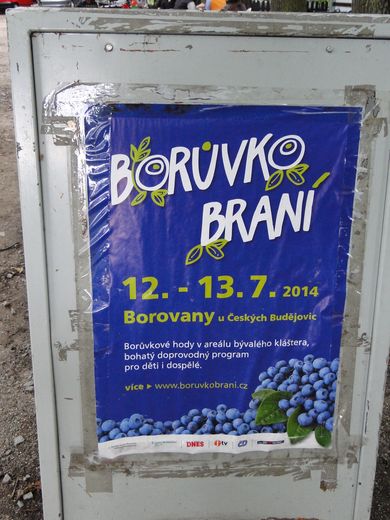 BORŮVKO
BRANÍ
12. - 13. 7. 2014
Borovany u Českých Budějovic
Borůvkové hody v areálu bývalého kláštera,
bohatý doprovodný program
pro děti i dospělé.
více ► www.boruvkobrani.cz
DNES